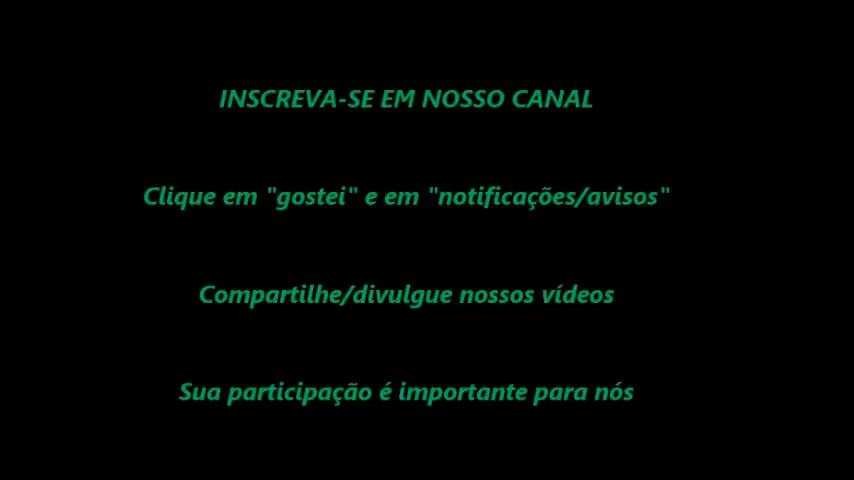 INSCREVA-SE EM NOSSO CANAL
Clique em "gostei" e em "notificações/avisos"
Compartilhe/divulgue nossos vídeos
Sua participação é importante para nós